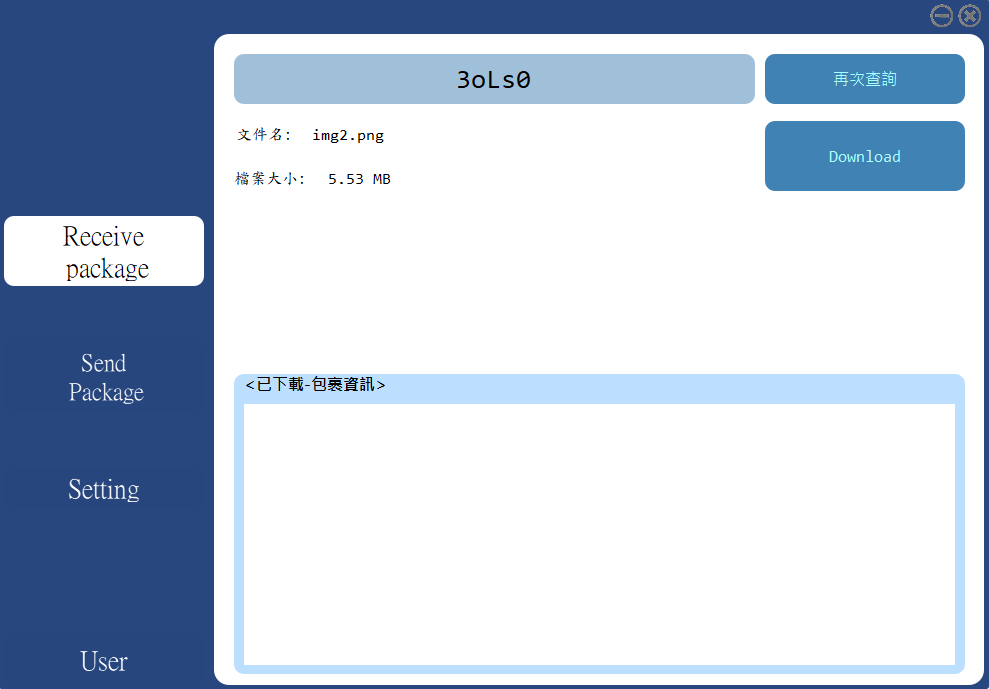 3oLs0
再次查詢
文件名: img2.png
Download
檔案大小: 5.53 MB
Receive
package
Send
Package
Setting
User
<已下載-包裹資訊>